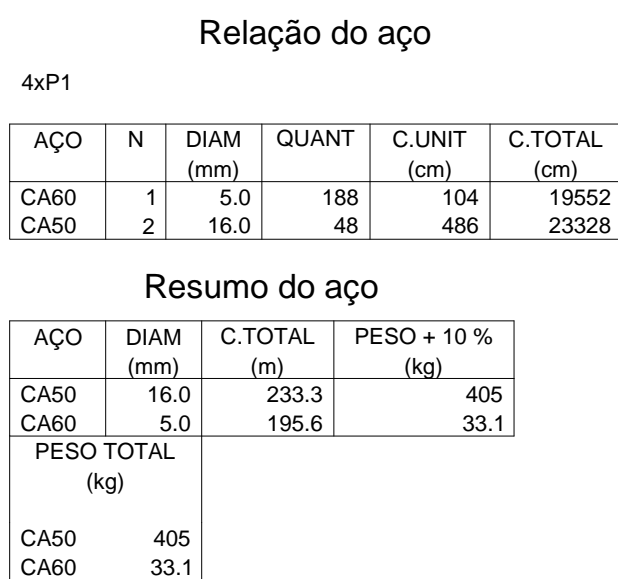 Relação do aço
4xP1
AÇO N DIAM QUANT C.UNIT C.TOTAL
(mm) (cm) (cm)
CA60 1 5.0 188 104 19552
CA50 2 16.0 48 486 23328
Resumo do aço
AÇO DIAM C.TOTAL PESO + 10 %
(mm) (m) (kg)
CA50 16.0 233.3 405
CA60 5.0 195.6 33.1
PESO TOTAL
(kg)
CA50 405
CA60 33.1